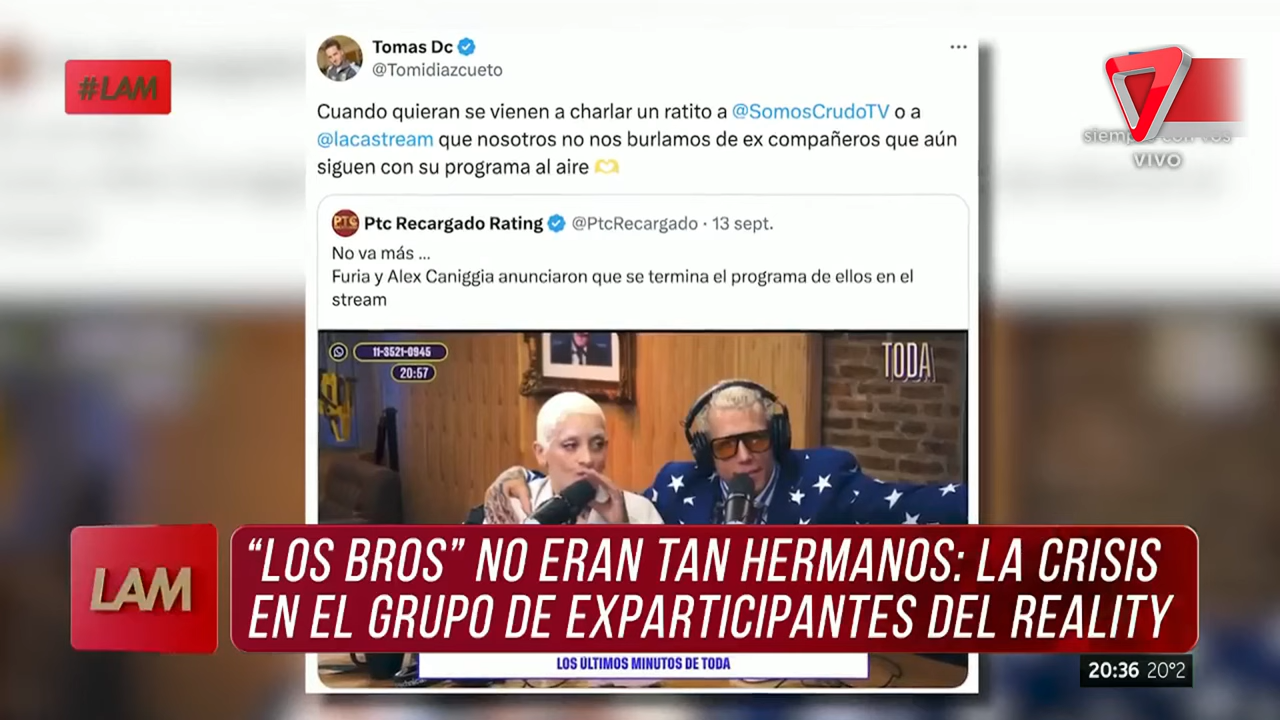 #LAM
Tomas Dc
@Tomidiazcueto
Cuando quieran se vienen a charlar un ratito a @SomosCrudoTV o a
@lacastream que nosotros no nos burlamos de ex compañeros que aún
siguen con su programa al aire
VIVO
PTC Ptc Recargado Rating @PtcRecargado · 13 sept.
No va más ...
Furia y Alex Caniggia anunciaron que se termina el programa de ellos en el
stream
11-3521-0945
20:57
TODA
LAM
“LOS BROS” NO ERAN TAN HERMANOS: LA CRISIS
EN EL GRUPO DE EXPARTICIPANTES DEL REALITY
LOS ÚLTIMOS MINUTOS DE TODA
20:36 20°2